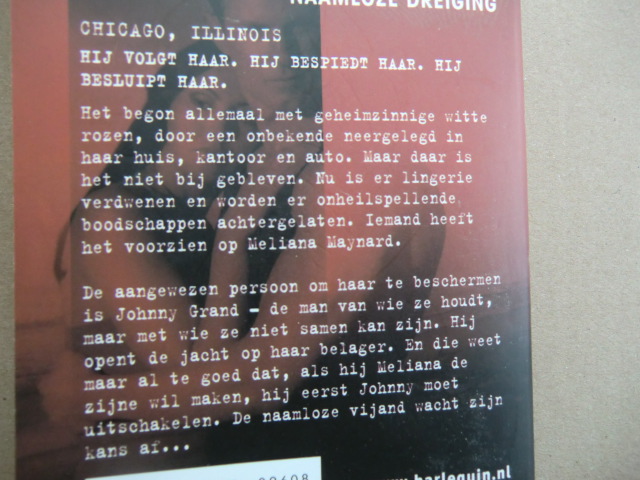 NAAMLOZE DREIGING
CHICAGO, ILLINOIS
HIJ VOLGT HAAR. HIJ BESPIEDT HAAR. HIJ
BESLUIPT HAAR.
Het begon allemaal met geheimzinnige witte
rozen, door een onbekende neergelegd in
haar huis, kantoor en auto. Maar daar is
het niet bij gebleven. Nu is er lingerie
verdwenen en worden er onheilspellende
boodschappen achtergelaten. Iemand heeft
het voorzien op Meliana Maynard.
De aangewezen persoon om haar te beschermen
is Johnny Grand – de man van wie ze houdt,
maar met wie ze niet samen kan zijn. Hij
opent de jacht op haar belager. En die weet
maar al te goed dat, als hij Meliana de
zijne wil maken, hij eerst Johnny moet
uitschakelen. De naamloze vijand wacht zijn
kans af...
www.harlequin.nl